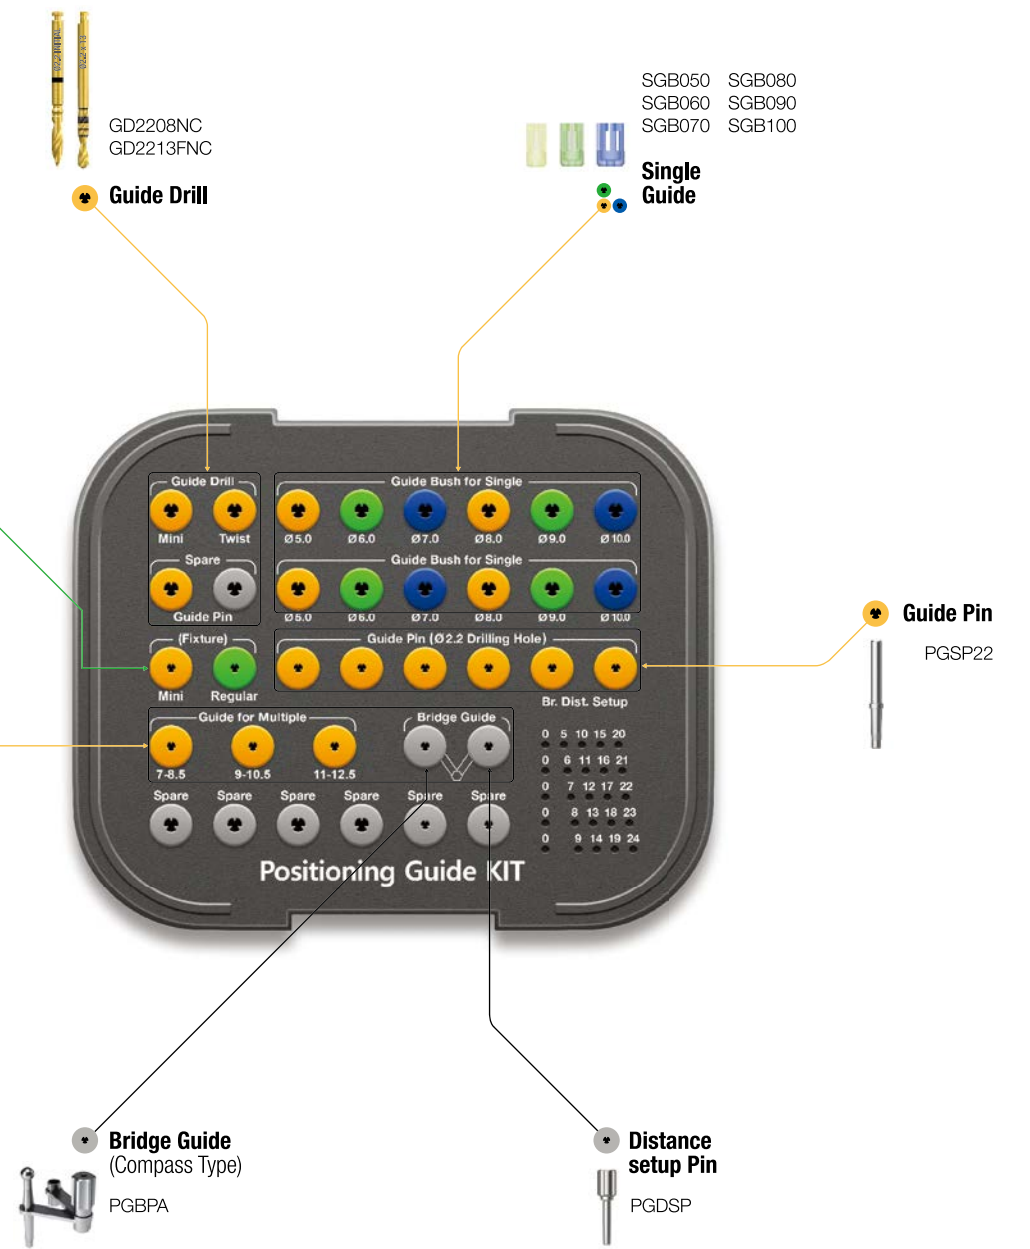 Ø2.2 INITIAL
Ø2.2 x 13
GD2208NC
GD2213FNC
Guide Drill
SGB050 SGB080
SGB060 SGB090
SGB070 SGB100
Single
Guide
Guide Drill
Mini Twist
Guide Bush for Single
Ø5.0 Ø6.0 Ø7.0 Ø8.0 Ø9.0 Ø10.0
Spare
Guide Pin
Guide Bush for Single
Ø5.0 Ø6.0 Ø7.0 Ø8.0 Ø9.0 Ø10.0
(Fixture)
Mini Regular
Guide Pin (Ø2.2 Drilling Hole)
Br. Dist. Setup
Guide Pin
PGSP22
Guide for Multiple
7-8.5 9-10.5 11-12.5
Bridge Guide
0 5 10 15 20
0 6 11 16 21
0 7 12 17 22
0 8 13 18 23
0 9 14 19 24
Spare Spare Spare Spare Spare Spare
Positioning Guide KIT
Bridge Guide
(Compass Type)
PGBPA
Distance
setup Pin
PGDSP